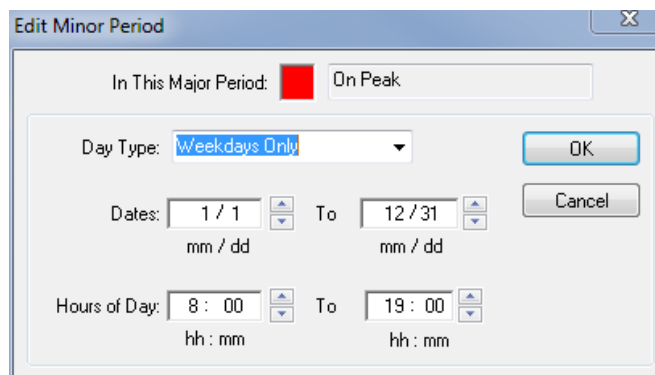 Edit Minor Period
In This Major Period: On Peak
Day Type: Weekdays Only
OK
Dates: 1 / 1 To 12 / 31
Cancel
mm / dd mm / dd
Hours of Day: 8 : 00 To 19 : 00
hh : mm hh : mm